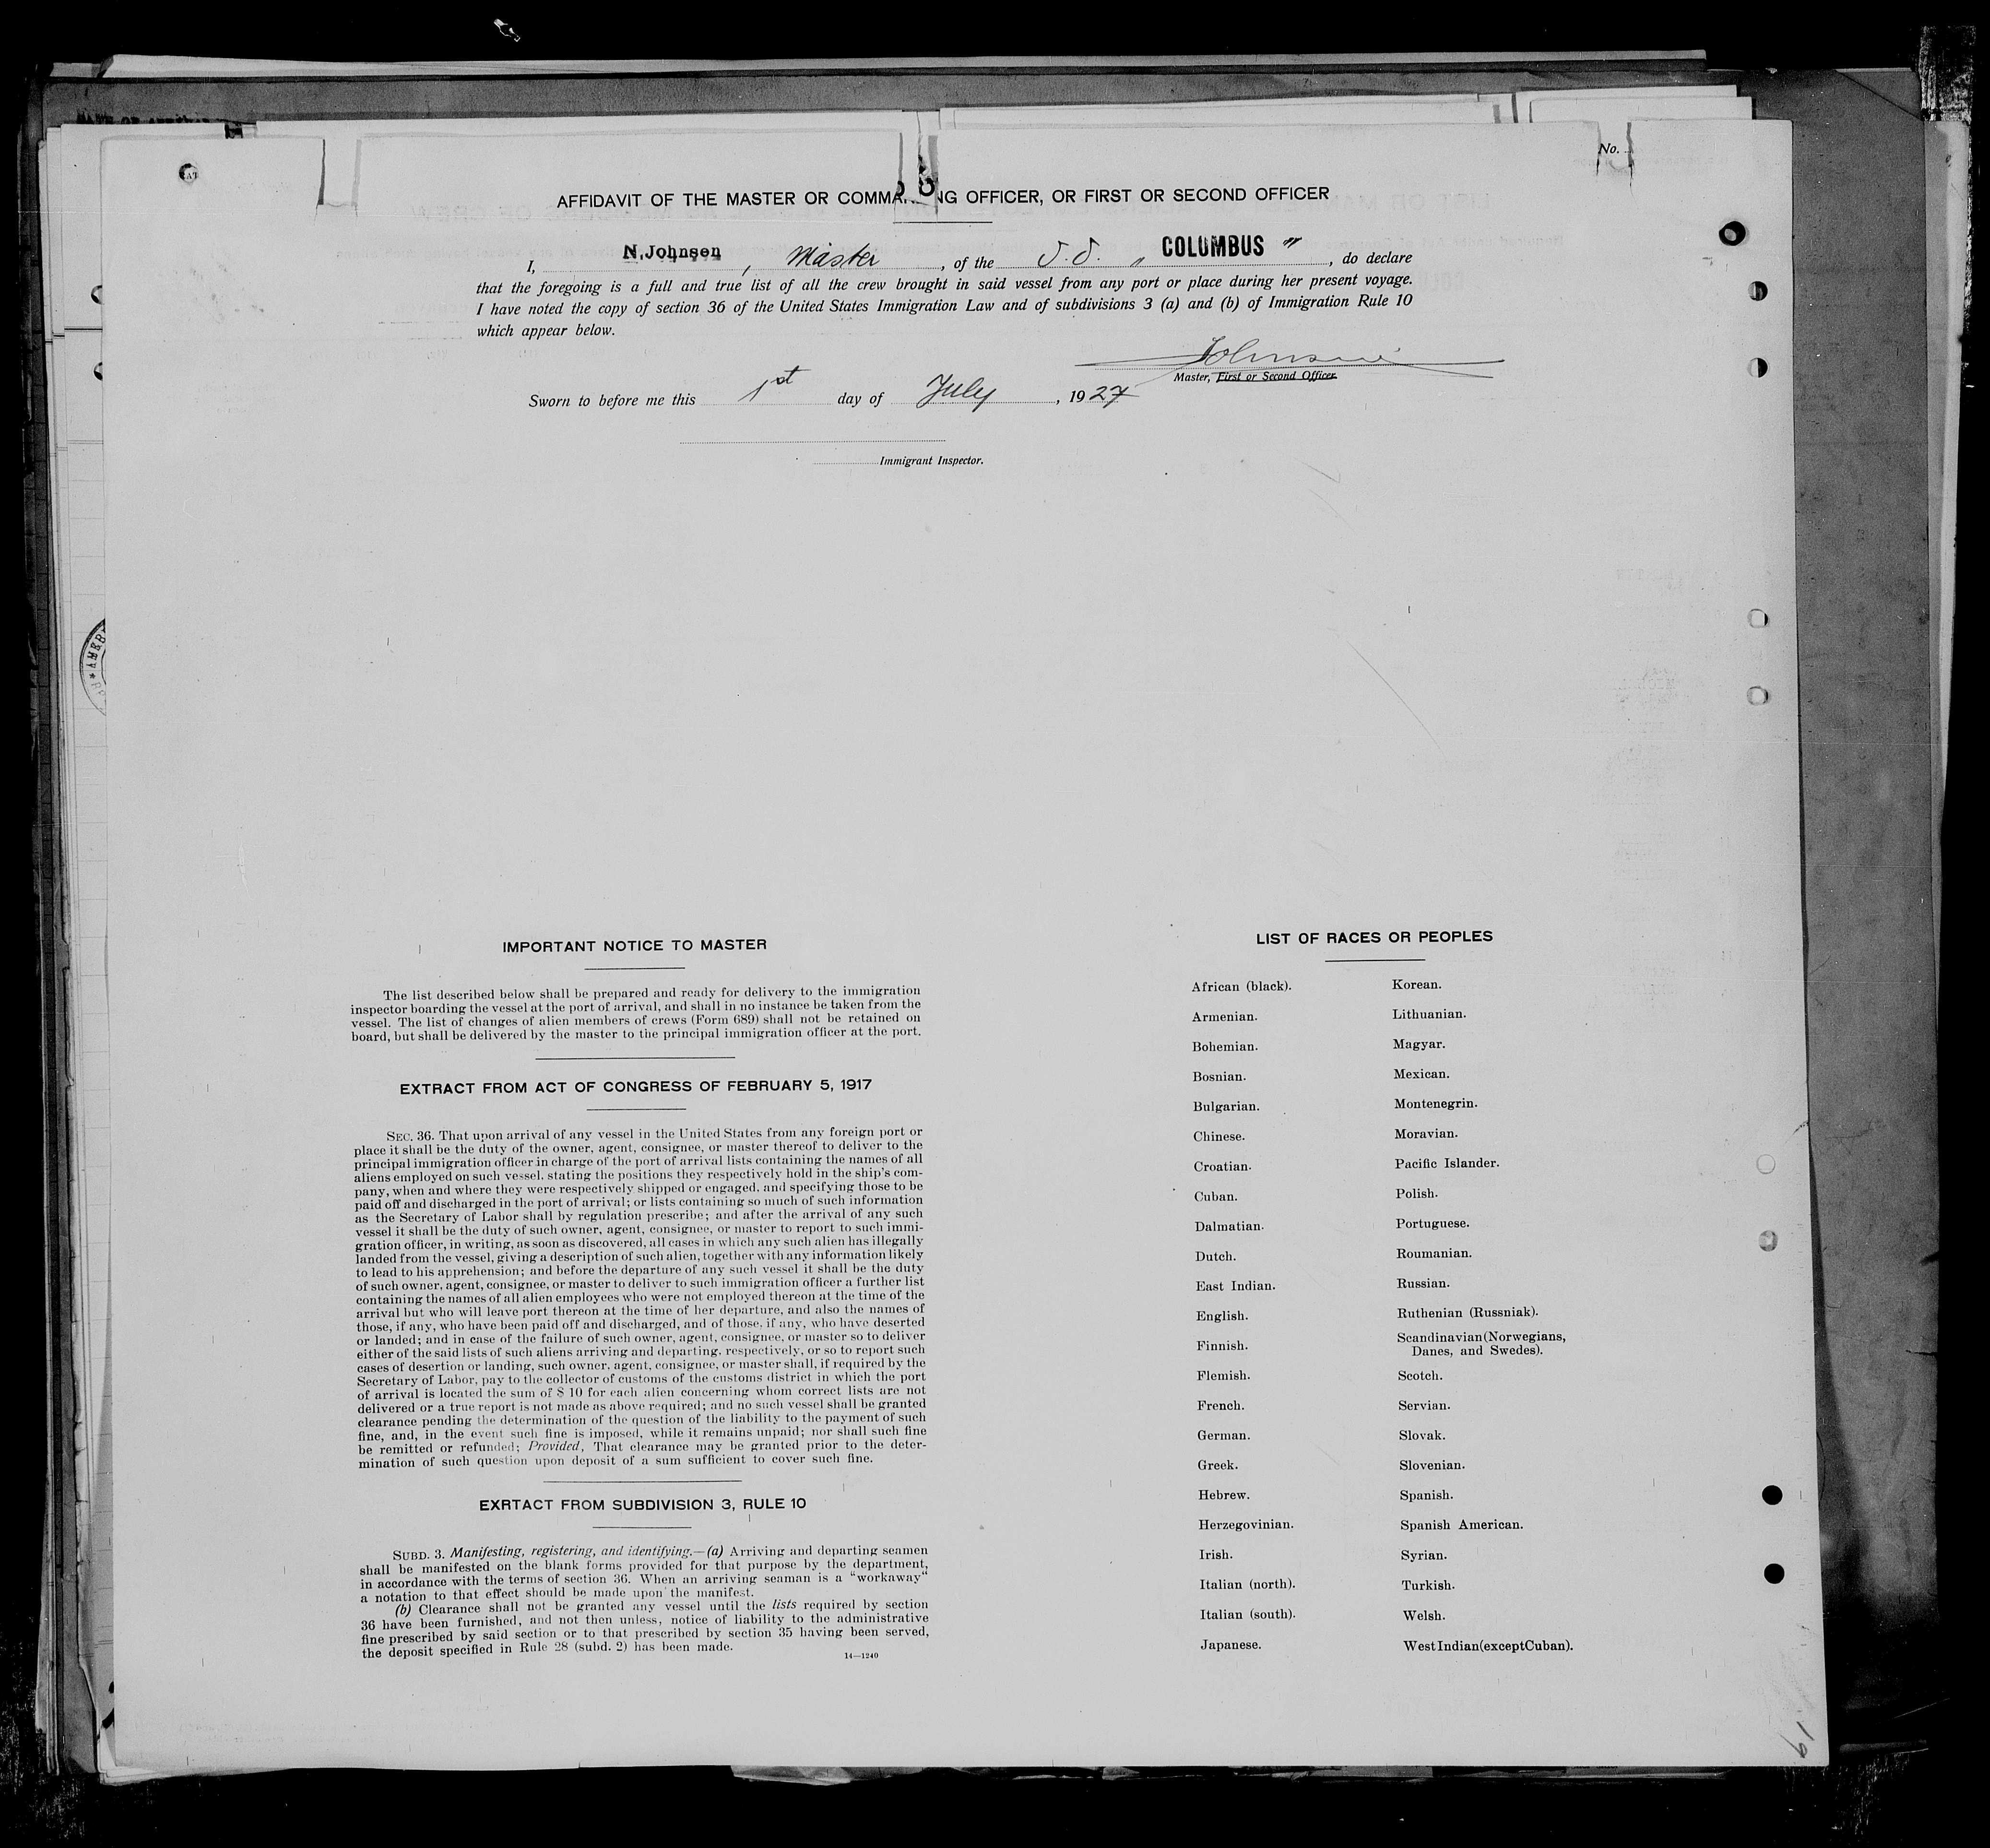 No.
AFFIDAVIT OF THE MASTER OR COMMA NG OFFICER, OR FIRST OR SECOND OFFICER
I, N.Johnsen, Master, of the S.S. „ COLUMBUS ", do declare
that the foregoing is a full and true list of all the crew brought in said vessel from any port or place during her present voyage.
I have noted the copy of section 36 of the United States Immigration Law and of subdivisions 3 (a) and (b) of Immigration Rule 10
which appear below.
Johnsen
Master, First or Second Officer
Sworn to before me this 1st day of July, 1927
Immigrant Inspector.
IMPORTANT NOTICE TO MASTER
The list described below shall be prepared and ready for delivery to the immigration
inspector boarding the vessel at the port of arrival, and shall in no instance be taken from the
vessel. The list of changes of alien members of crews (Form 689) shall not be retained on
board, but shall be delivered by the master to the principal immigration officer at the port.
EXTRACT FROM ACT OF CONGRESS OF FEBRUARY 5, 1917
SEC. 36. That upon arrival of any vessel in the United States from any foreign port or
place it shall be the duty of the owner, agent, consignee, or master thereof to deliver to the
principal immigration officer in charge of the port of arrival lists containing the names of all
aliens employed on such vessel, stating the positions they respectively hold in the ship's com-
pany, when and where they were respectively shipped or engaged, and specifying those to be
paid off and discharged in the port of arrival; or lists containing so much of such information
as the Secretary of Labor shall by regulation prescribe; and after the arrival of any such
vessel it shall be the duty of such owner, agent, consignee, or master to report to such immi-
gration officer, in writing, as soon as discovered, all cases in which any such alien has illegally
landed from the vessel, giving a description of such alien, together with any information likely
to lead to his apprehension; and before the departure of any such vessel it shall be the duty
of such owner, agent, consignee, or master to deliver to such immigration officer a further list
containing the names of all alien employees who were not employed thereon at the time of the
arrival but who will leave port thereon at the time of her departure, and also the names of
those, if any, who have been paid off and discharged, and of those, if any, who have deserted
or landed; and in case of the failure of such owner, agent, consignee, or master so to deliver
either of the said lists of such aliens arriving and departing, respectively, or so to report such
cases of desertion or landing, such owner, agent, consignee, or master shall, if required by the
Secretary of Labor, pay to the collector of customs of the customs district in which the port
of arrival is located the sum of $ 10 for each alien concerning whom correct lists are not
delivered or a true report is not made as above required; and no such vessel shall be granted
clearance pending the determination of the question of the liability to the payment of such
fine, and, in the event such fine is imposed, while it remains unpaid; nor shall such fine
be remitted or refunded; Provided, That clearance may be granted prior to the deter-
mination of such question upon deposit of a sum sufficient to cover such fine.
EXRTACT FROM SUBDIVISION 3, RULE 10
SUBD. 3. Manifesting, registering, and identifying.—(a) Arriving and departing seamen
shall be manifested on the blank forms provided for that purpose by the department,
in accordance with the terms of section 36. When an arriving seaman is a “workaway“
a notation to that effect should be made upon the manifest.
(b) Clearance shall not be granted any vessel until the lists required by section
36 have been furnished, and not then unless, notice of liability to the administrative
fine prescribed by said section or to that prescribed by section 35 having been served,
the deposit specified in Rule 28 (subd. 2) has been made.
14—1240
LIST OF RACES OR PEOPLES
African (black).
Armenian.
Bohemian.
Bosnian.
Bulgarian.
Chinese.
Croatian.
Cuban.
Dalmatian.
Dutch.
East Indian.
English.
Finnish.
Flemish.
French.
German.
Greek.
Hebrew.
Herzegovinian.
Irish.
Italian (north).
Italian (south).
Japanese.
Korean.
Lithuanian.
Magyar.
Mexican.
Montenegrin.
Moravian.
Pacific Islander.
Polish.
Portuguese.
Roumanian.
Russian.
Ruthenian (Russniak).
Scandinavian(Norwegians,
Danes, and Swedes).
Scotch.
Servian.
Slovak.
Slovenian.
Spanish.
Spanish American.
Syrian.
Turkish.
Welsh.
West Indian(except Cuban).
19